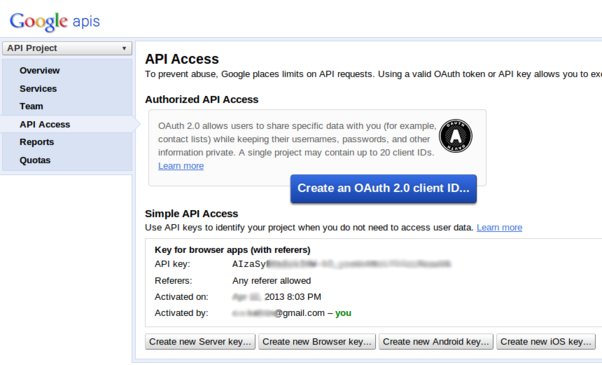 Google apis
API Project
Overview
Services
Team
API Access
Reports
Quotas
API Access
To prevent abuse, Google places limits on API requests. Using a valid OAuth token or API key allows you to
Authorized API Access
OAuth 2.0 allows users to share specific data with you (for example,
contact lists) while keeping their usernames, passwords, and other
information private. A single project may contain up to 20 client IDs.
Learn more
Create an OAuth 2.0 client ID...
Simple API Access
Use API keys to identify your project when you do not need to access user data. Learn more
Key for browser apps (with referers)
API key: AIzaSy
Referers: Any referer allowed
Activated on: 2013 8:03 PM
Activated by: @gmail.com – you
Create new Server key...
Create new Browser key...
Create new Android key...
Create new iOS key...